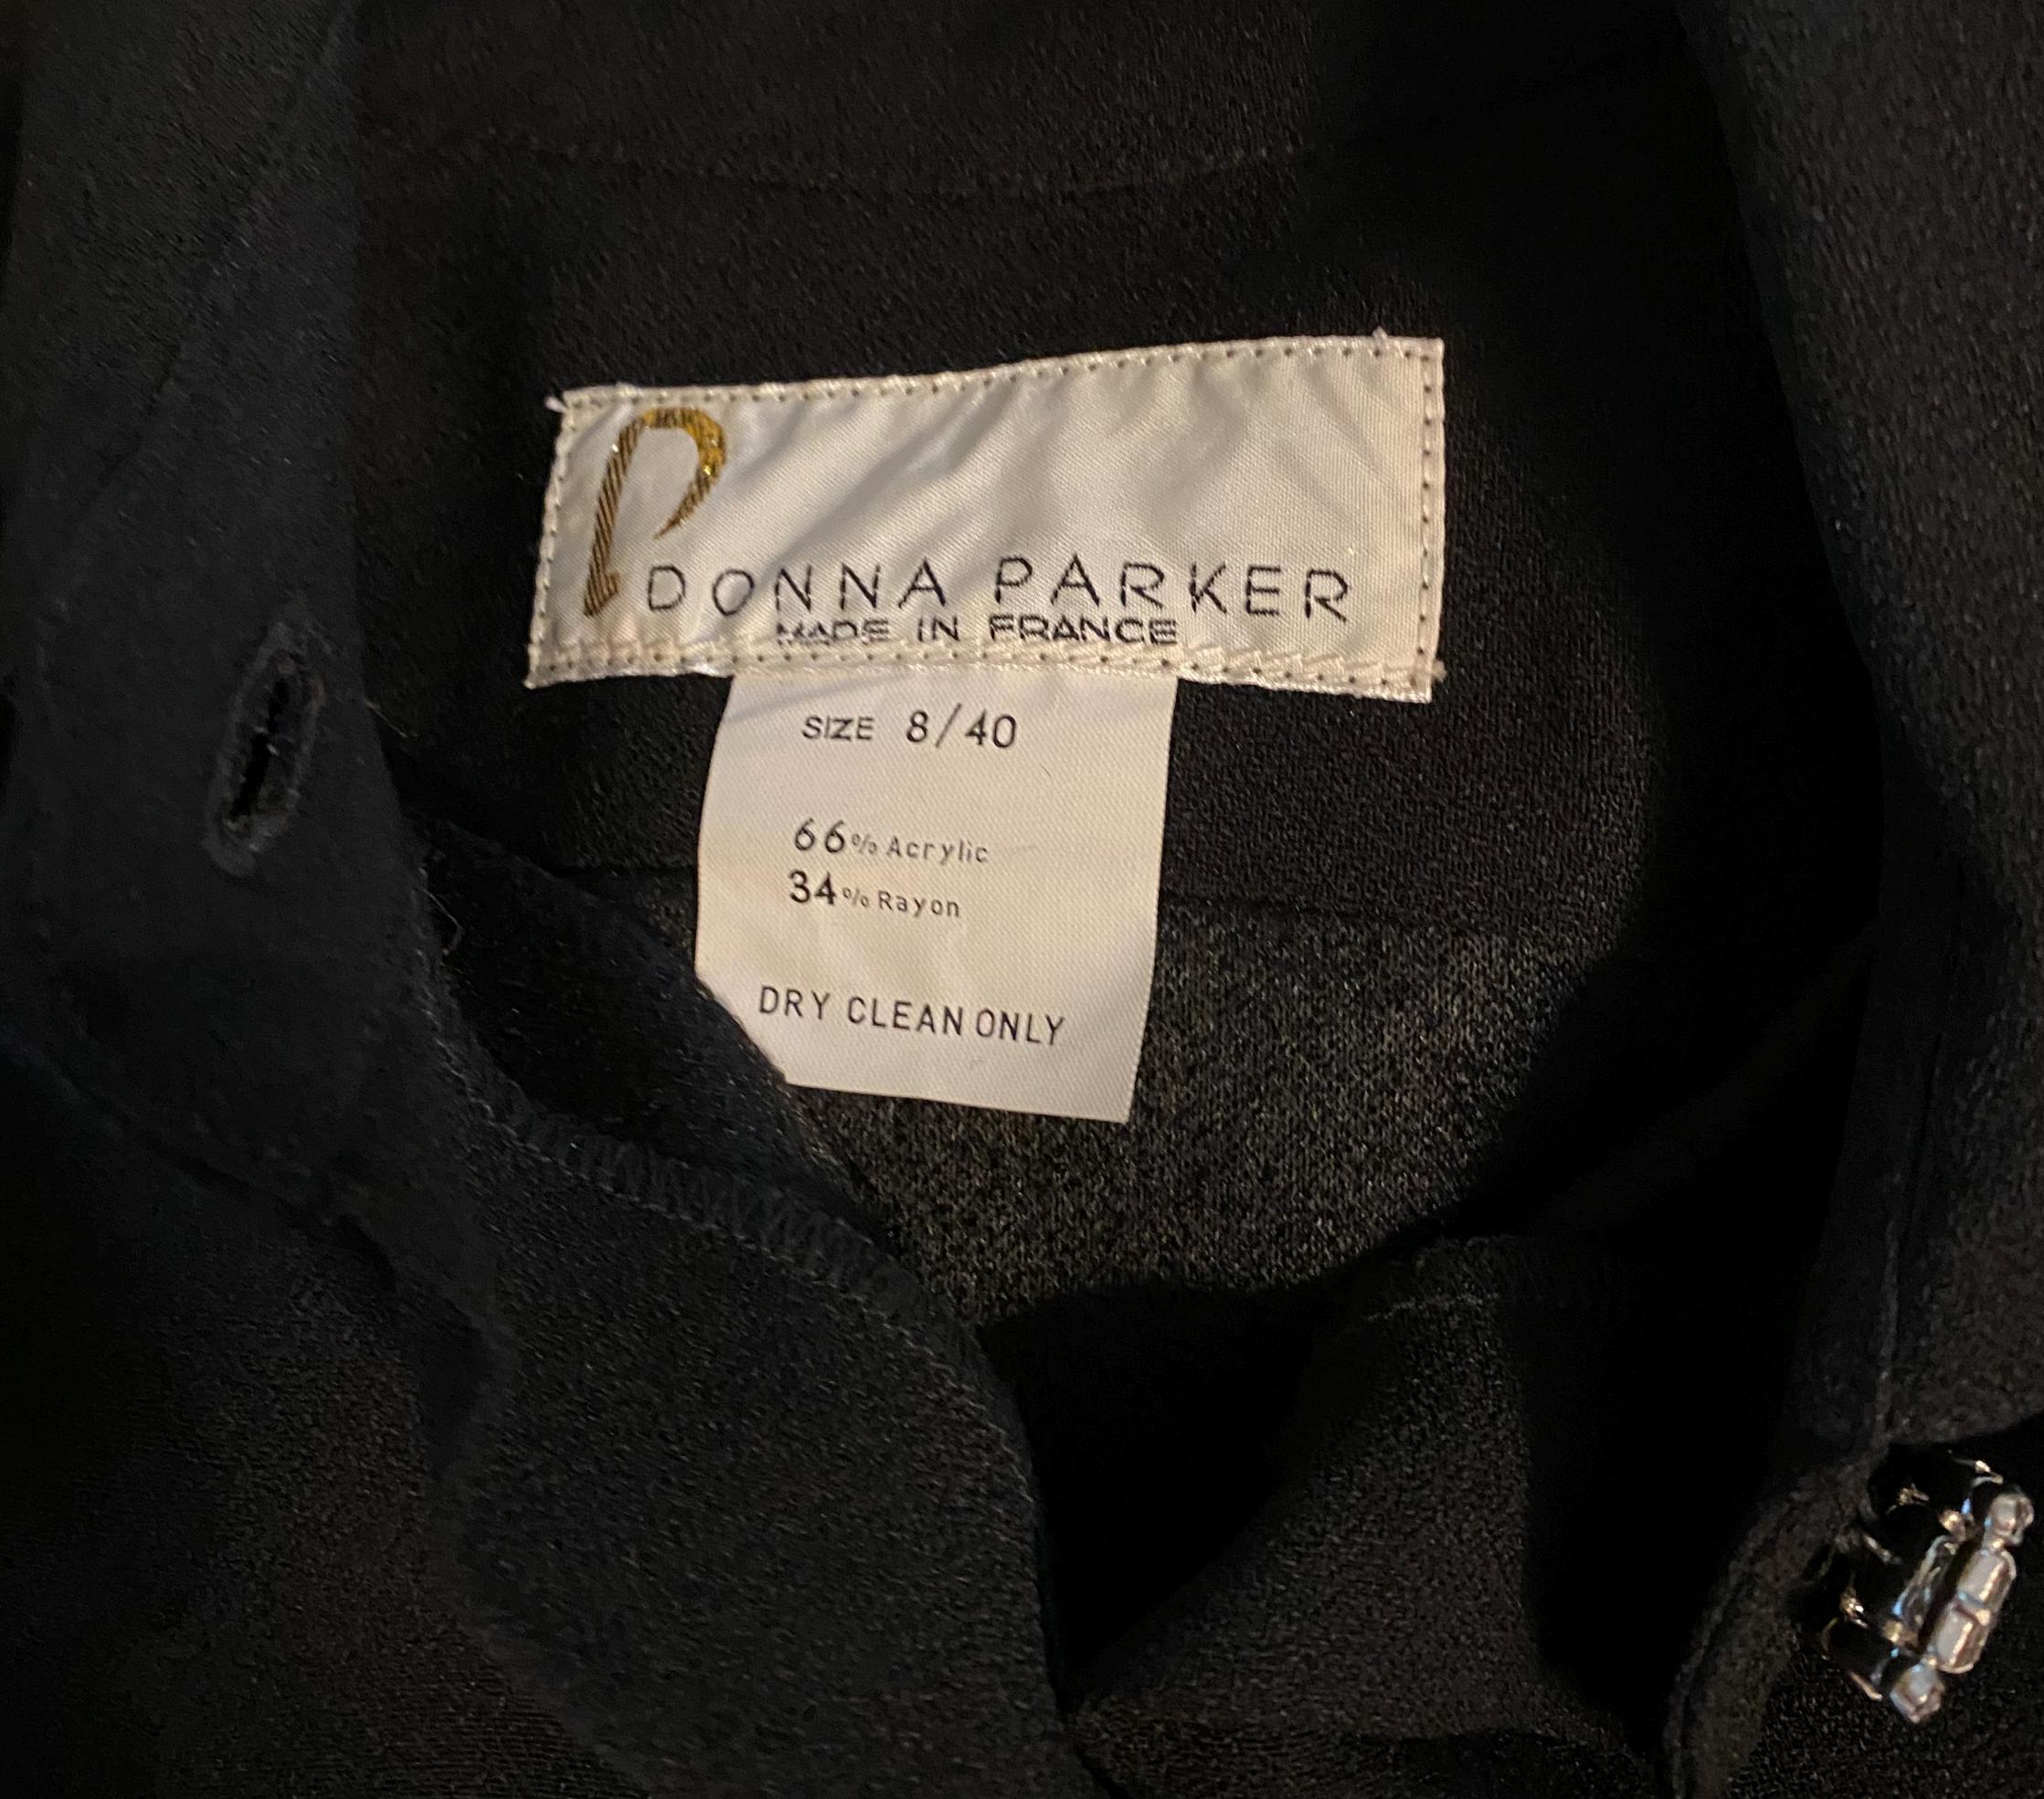 P
DONNA PARKER
MADE IN FRANCE
SIZE 8/40
66% Acrylic
34% Rayon
DRY CLEAN ONLY